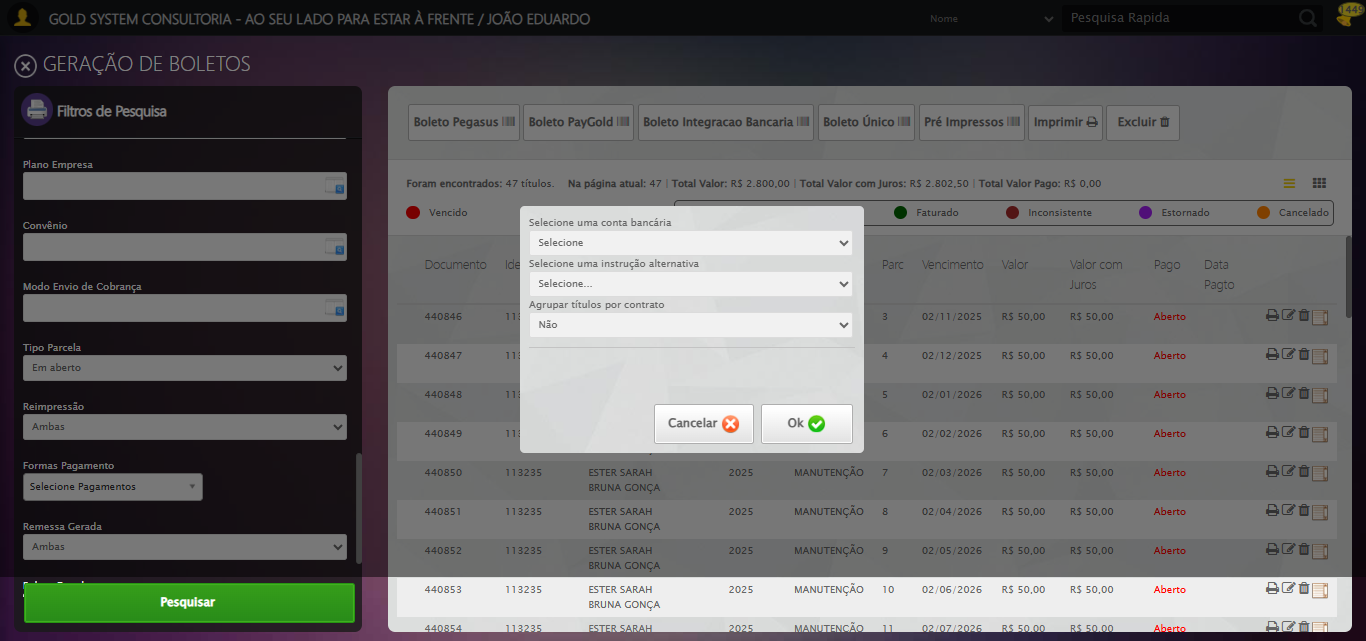 GOLD SYSTEM CONSULTORIA - AO SEU LADO PARA ESTAR À FRENTE / JOÃO EDUARDO
Nome
Pesquisa Rapida
GERAÇÃO DE BOLETOS
Filtros de Pesquisa
Plano Empresa
Convênio
Modo Envio de Cobrança
Tipo Parcela
Em aberto
Reimpressão
Ambas
Formas Pagamento
Selecione Pagamentos
Remessa Gerada
Ambas
Pesquisar
Boleto Pegasus
Boleto PayGold
Boleto Integracao Bancaria
Boleto Único
Pré Impressos
Imprimir
Excluir
Foram encontrados: 47 títulos. Na página atual: 47 | Total Valor: R$ 2.800,00 | Total Valor com Juros: R$ 2.802,50 | Total Valor Pago: R$ 0,00
Vencido
Faturado
Inconsistente
Estornado
Cancelado
Selecione uma conta bancária
Selecione
Selecione uma instrução alternativa
Selecione...
Agrupar títulos por contrato
Não
Cancelar
Ok
Documento
Parc
Vencimento
Valor
Valor com
Juros
Pago
Data
Pagto
440846 3 02/11/2025 R$ 50,00 R$ 50,00 Aberto
440847 4 02/12/2025 R$ 50,00 R$ 50,00 Aberto
440848 5 02/01/2026 R$ 50,00 R$ 50,00 Aberto
440849 6 02/02/2026 R$ 50,00 R$ 50,00 Aberto
440850 113235 ESTER SARAH 2025 MANUTENÇÃO 7 02/03/2026 R$ 50,00 R$ 50,00 Aberto
BRUNA GONÇA
440851 113235 ESTER SARAH 2025 MANUTENÇÃO 8 02/04/2026 R$ 50,00 R$ 50,00 Aberto
BRUNA GONÇA
440852 113235 ESTER SARAH 2025 MANUTENÇÃO 9 02/05/2026 R$ 50,00 R$ 50,00 Aberto
BRUNA GONÇA
440853 113235 ESTER SARAH 2025 MANUTENÇÃO 10 02/06/2026 R$ 50,00 R$ 50,00 Aberto
BRUNA GONÇA
440854 113235 ESTER SARAH 2025 MANUTENÇÃO 11 02/07/2026 R$ 50,00 R$ 50,00 Aberto